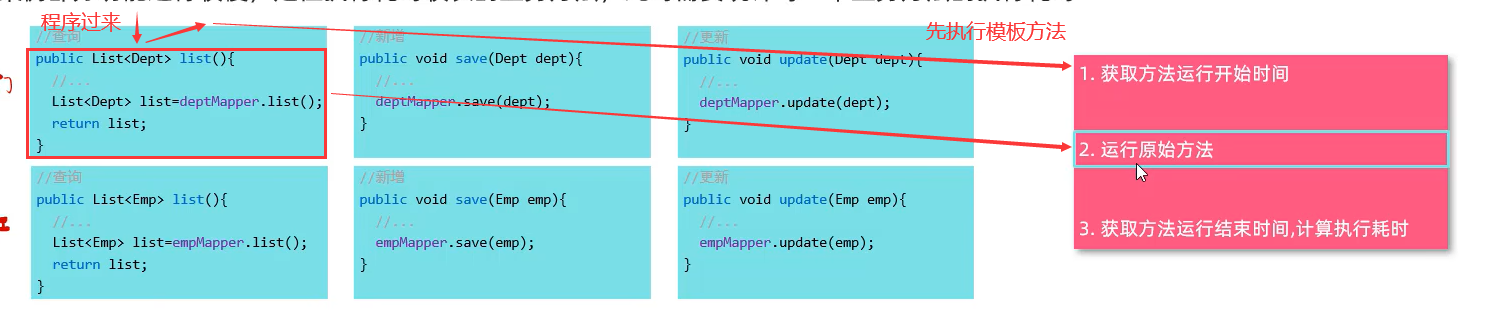 程序过来
先执行模板方法
//查询
public List<Dept> list(){
//...
List<Dept> list=deptMapper.list();
return list;
}
//新增
public void save(Dept dept){
//...
deptMapper.save(dept);
}
//更新
public void update(Dept dept){
//...
deptMapper.update(dept);
}
//查询
public List<Emp> list(){
//...
List<Emp> list=empMapper.list();
return list;
}
//新增
public void save(Emp emp){
//...
empMapper.save(emp);
}
//更新
public void update(Emp emp){
//...
empMapper.update(emp);
}
1. 获取方法运行开始时间
2. 运行原始方法
3. 获取方法运行结束时间,计算执行耗时